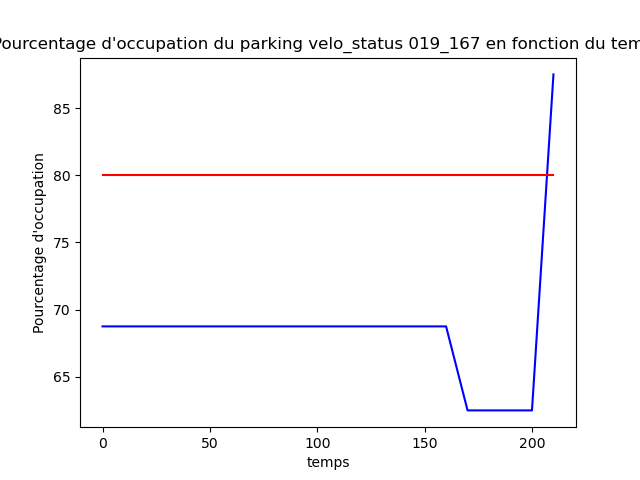 Pourcentage d'occupation du parking velo_status 019_167 en fonction du tem
85
80
75
70
65
Pourcentage d'occupation
0 50 100 150 200
temps